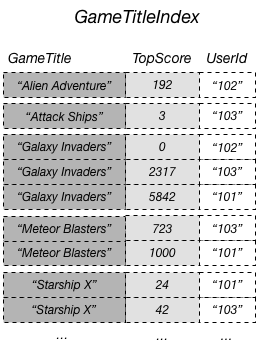 GameTitleIndex
GameTitle TopScore UserId
“Alien Adventure” 192 “102”
“Attack Ships” 3 “103”
“Galaxy Invaders” 0 “102”
“Galaxy Invaders” 2317 “103”
“Galaxy Invaders” 5842 “101”
“Meteor Blasters” 723 “103”
“Meteor Blasters” 1000 “101”
“Starship X” 24 “101”
“Starship X” 42 “103”
... ... ...